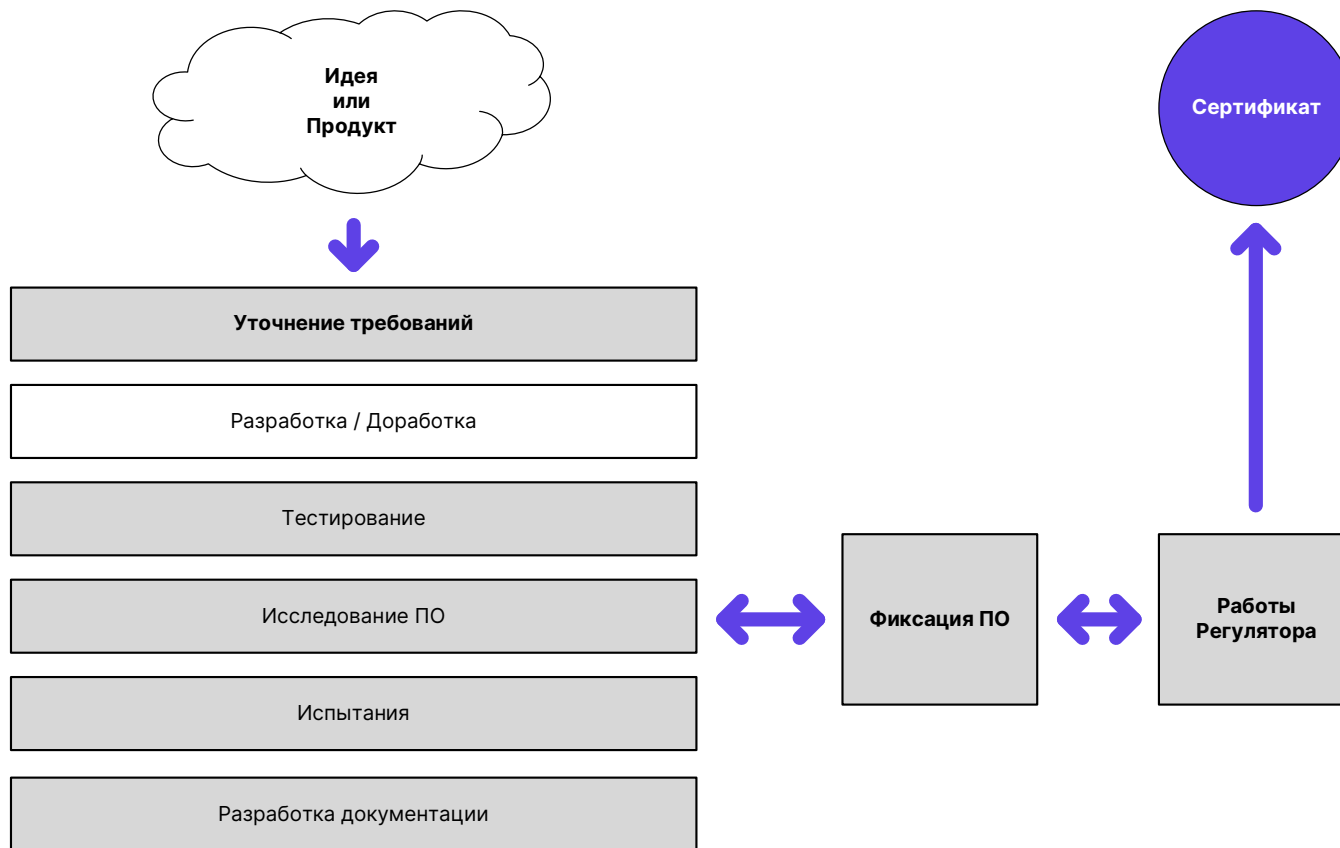 Идея
или
Продукт
Сертификат
Уточнение требований
Разработка / Доработка
Тестирование
Исследование ПО
Фиксация ПО
Работы
Регулятора
Испытания
Разработка документации